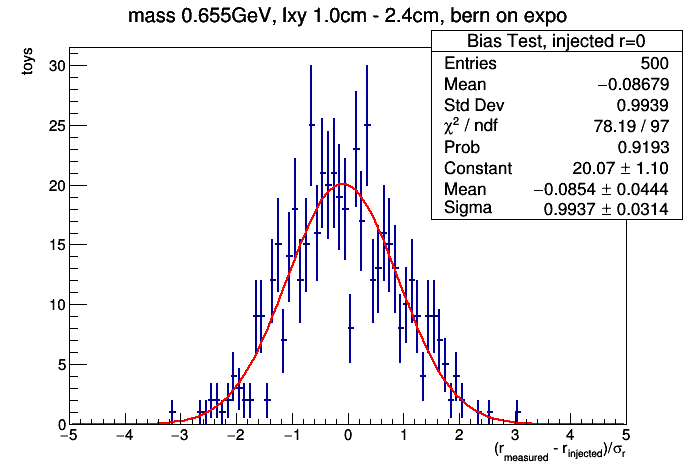 mass 0.655GeV, lxy 1.0cm - 2.4cm, bern on expo
Bias Test, injected r=0
Entries 500
Mean −0.08679
Std Dev 0.9939
χ² / ndf 78.19 / 97
Prob 0.9193
Constant 20.07 ± 1.10
Mean −0.0854 ± 0.0444
Sigma 0.9937 ± 0.0314
toys
30
25
20
15
10
5
0
−5 −4 −3 −2 −1 0 1 2 3 4 5
(r_measured - r_injected)/σ_r